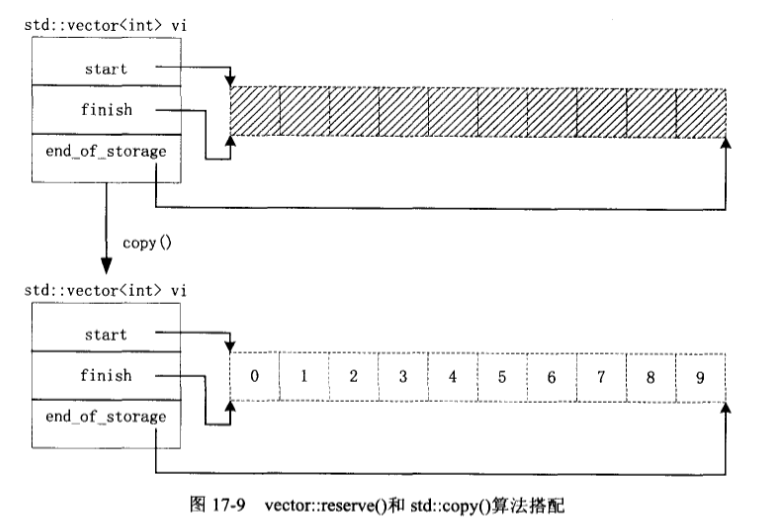 std::vector<int> vi
start
finish
end_of_storage
copy()
std::vector<int> vi
start
finish
0 1 2 3 4 5 6 7 8 9
end_of_storage
图 17-9 vector::reserve()和 std::copy()算法搭配